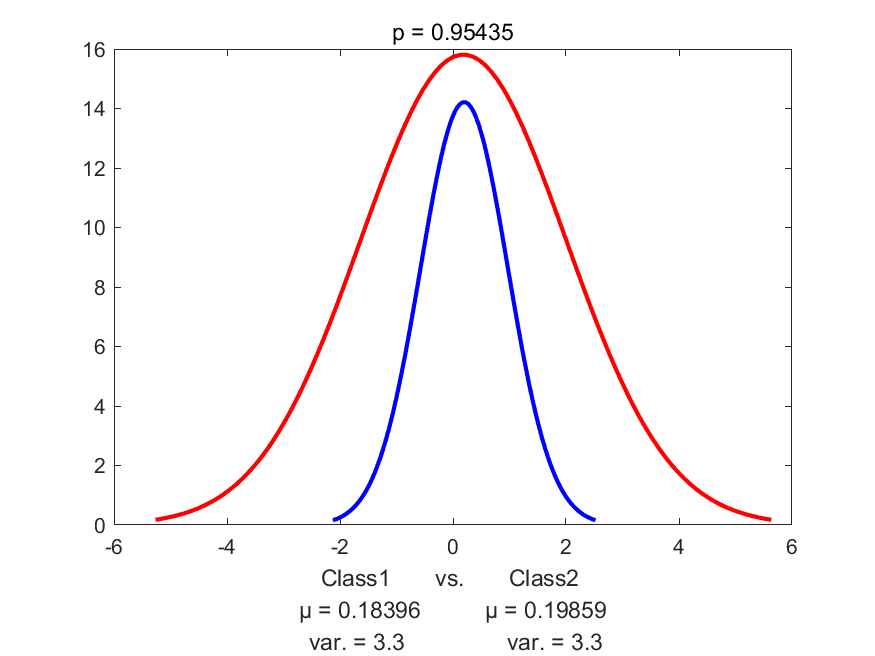 p = 0.95435
16
14
12
10
8
6
4
2
0
-6 -4 -2 0 2 4 6
Class1 vs. Class2
µ = 0.18396 µ = 0.19859
var. = 3.3 var. = 3.3